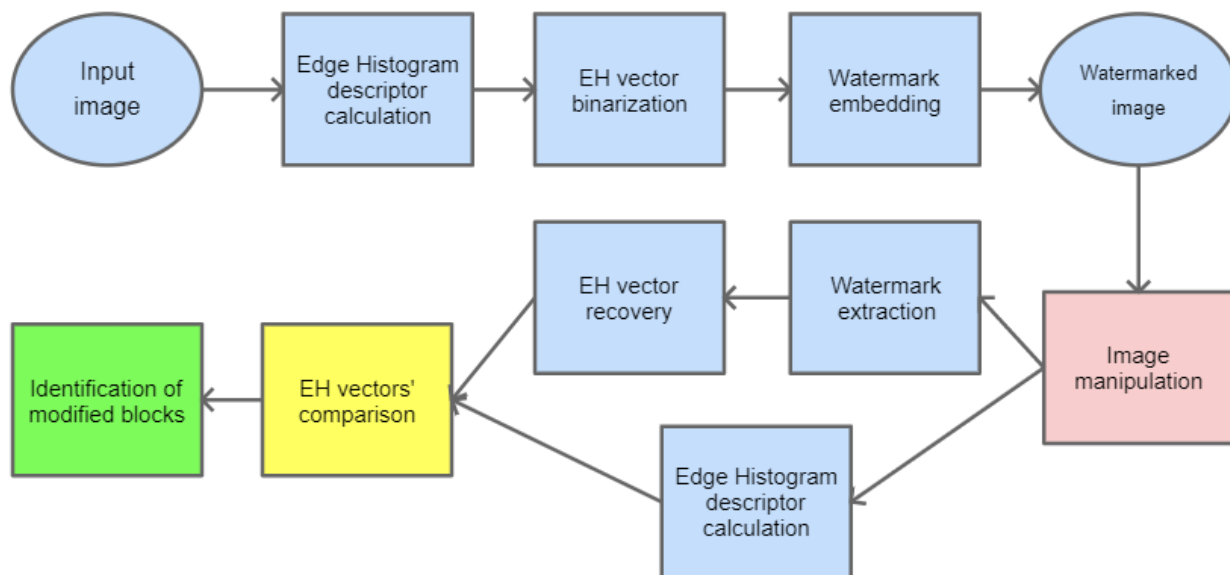 Input
image
Edge Histogram
descriptor
calculation
EH vector
binarization
Watermark
embedding
Watermarked
image
EH vector
recovery
Watermark
extraction
Image
manipulation
Identification of
modified blocks
EH vectors'
comparison
Edge Histogram
descriptor
calculation